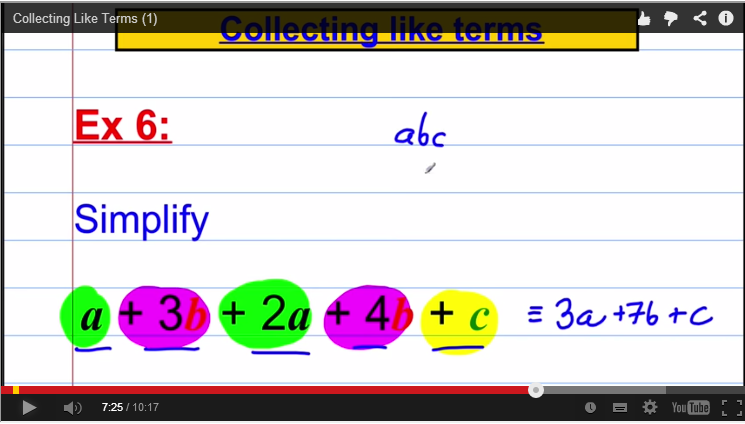 Collecting Like Terms (1)
Collecting like terms
Ex 6:
abc
Simplify
a + 3b + 2a + 4b + c ≡ 3a + 7b + c
7:25 / 10:17
YouTube